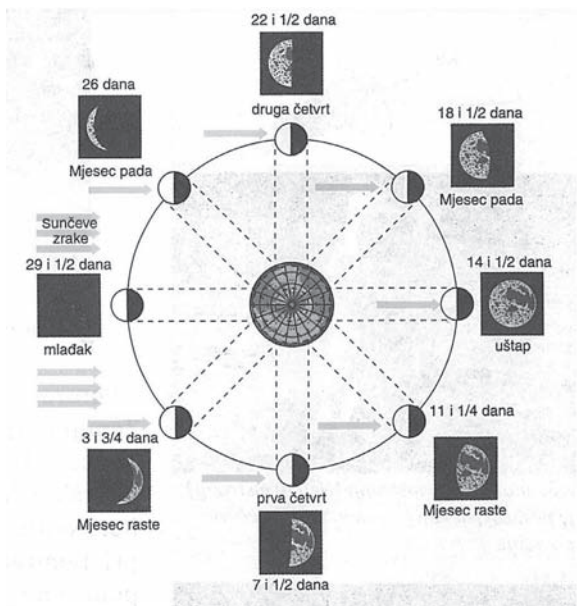 22 i 1/2 dana
druga četvrt
26 dana
Mjesec pada
18 i 1/2 dana
Mjesec pada
Sunčeve
zrake
29 i 1/2 dana
mlađak
14 i 1/2 dana
uštap
3 i 3/4 dana
Mjesec raste
11 i 1/4 dana
Mjesec raste
prva četvrt
7 i 1/2 dana